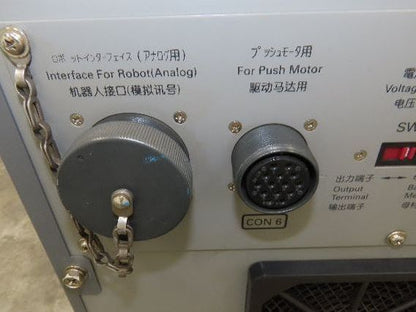 ロボットインターフェイス (アナログ用)
Interface For Robot(Analog)
机器人接口(模拟讯号)
プッシュモータ用
For Push Motor
驱动马达用
CON 6
電
Voltage
电压
SW
出力端子
Output
Terminal
输出端子